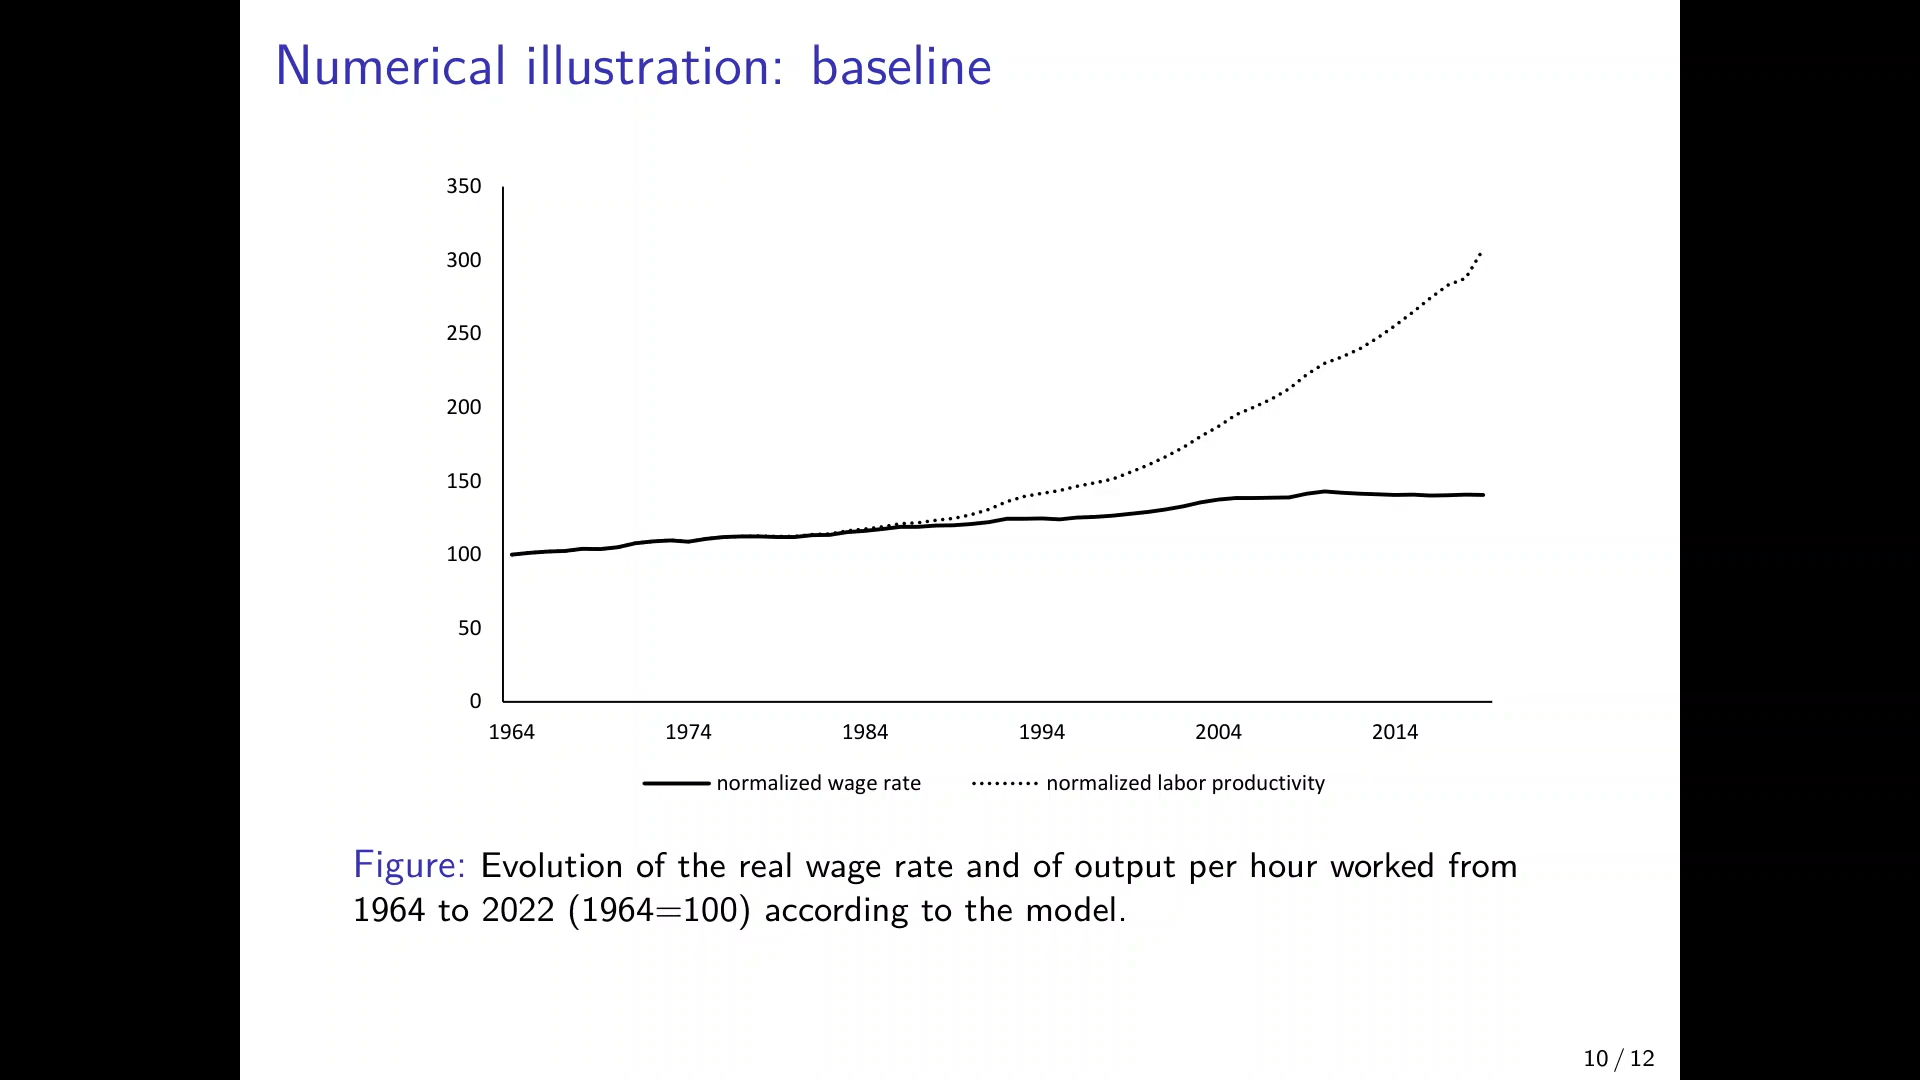 Numerical illustration: baseline
350
300
250
200
150
100
50
0
1964 1974 1984 1994 2004 2014
normalized wage rate normalized labor productivity
Figure: Evolution of the real wage rate and of output per hour worked from
1964 to 2022 (1964=100) according to the model.
10 / 12